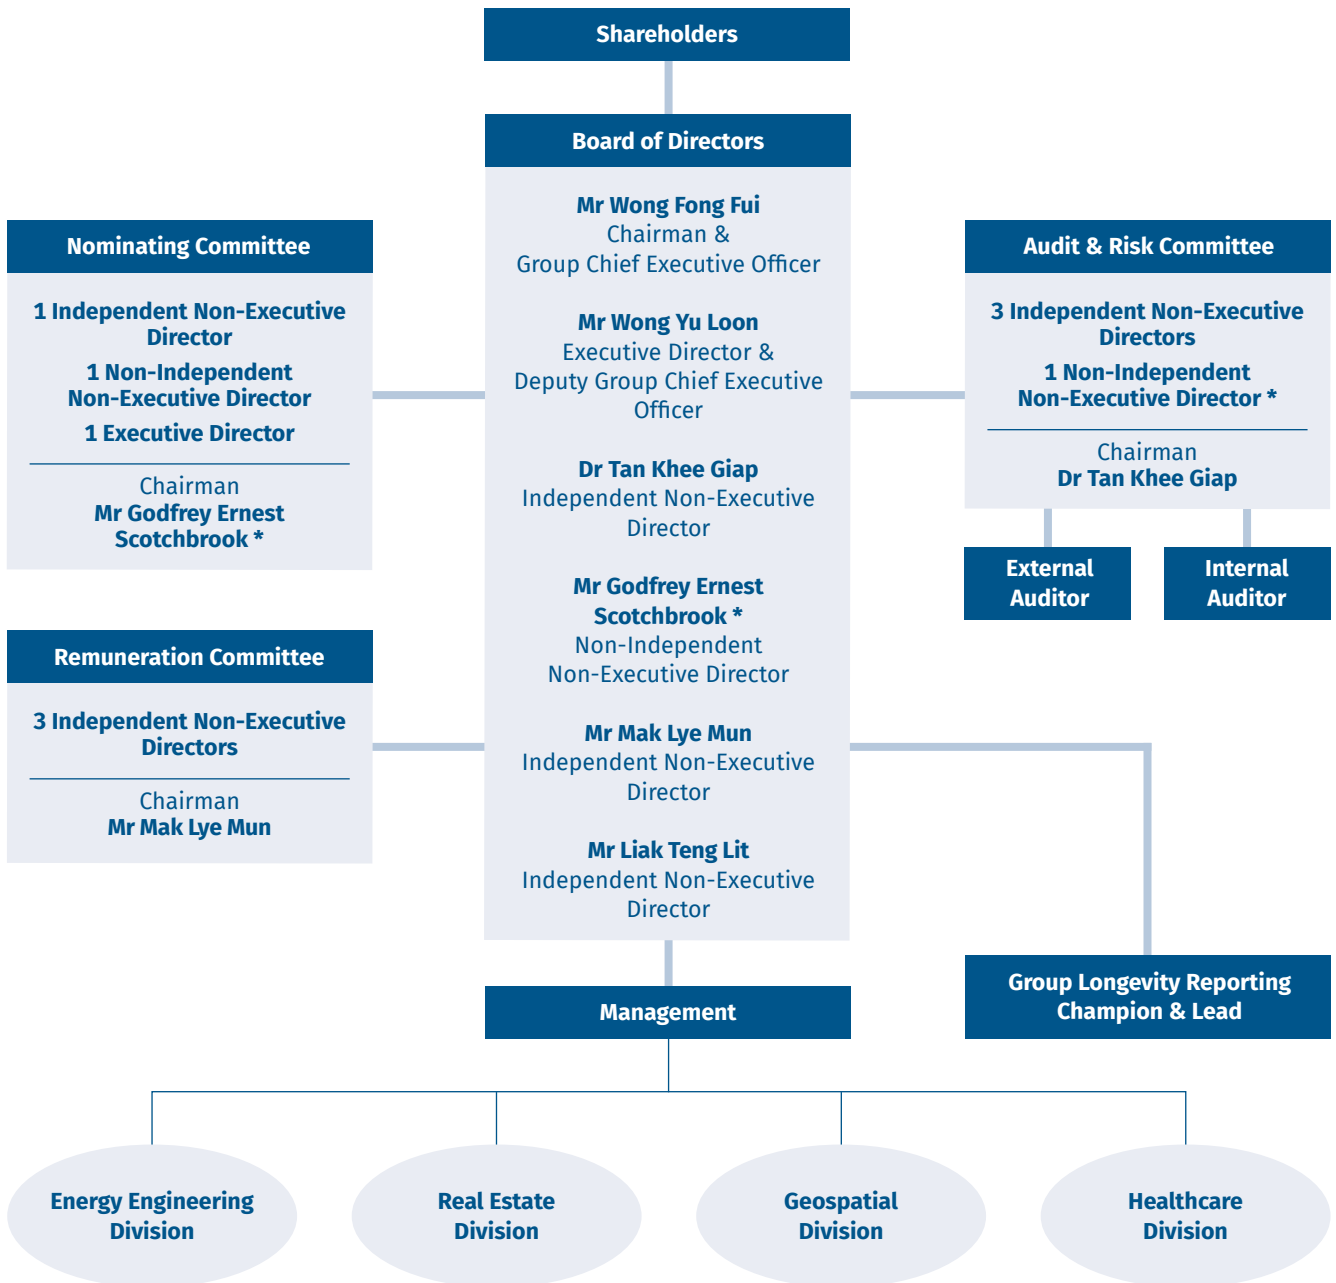 Shareholders
Board of Directors
Mr Wong Fong Fui
Chairman &
Group Chief Executive Officer
Mr Wong Yu Loon
Executive Director &
Deputy Group Chief Executive
Officer
Dr Tan Khee Giap
Independent Non-Executive
Director
Mr Godfrey Ernest
Scotchbrook *
Non-Independent
Non-Executive Director
Mr Mak Lye Mun
Independent Non-Executive
Director
Mr Liak Teng Lit
Independent Non-Executive
Director
Nominating Committee
1 Independent Non-Executive
Director
1 Non-Independent
Non-Executive Director
1 Executive Director
Chairman
Mr Godfrey Ernest
Scotchbrook *
Remuneration Committee
3 Independent Non-Executive
Directors
Chairman
Mr Mak Lye Mun
Audit & Risk Committee
3 Independent Non-Executive
Directors
1 Non-Independent
Non-Executive Director *
Chairman
Dr Tan Khee Giap
External
Auditor
Internal
Auditor
Group Longevity Reporting
Champion & Lead
Management
Energy Engineering
Division
Real Estate
Division
Geospatial
Division
Healthcare
Division